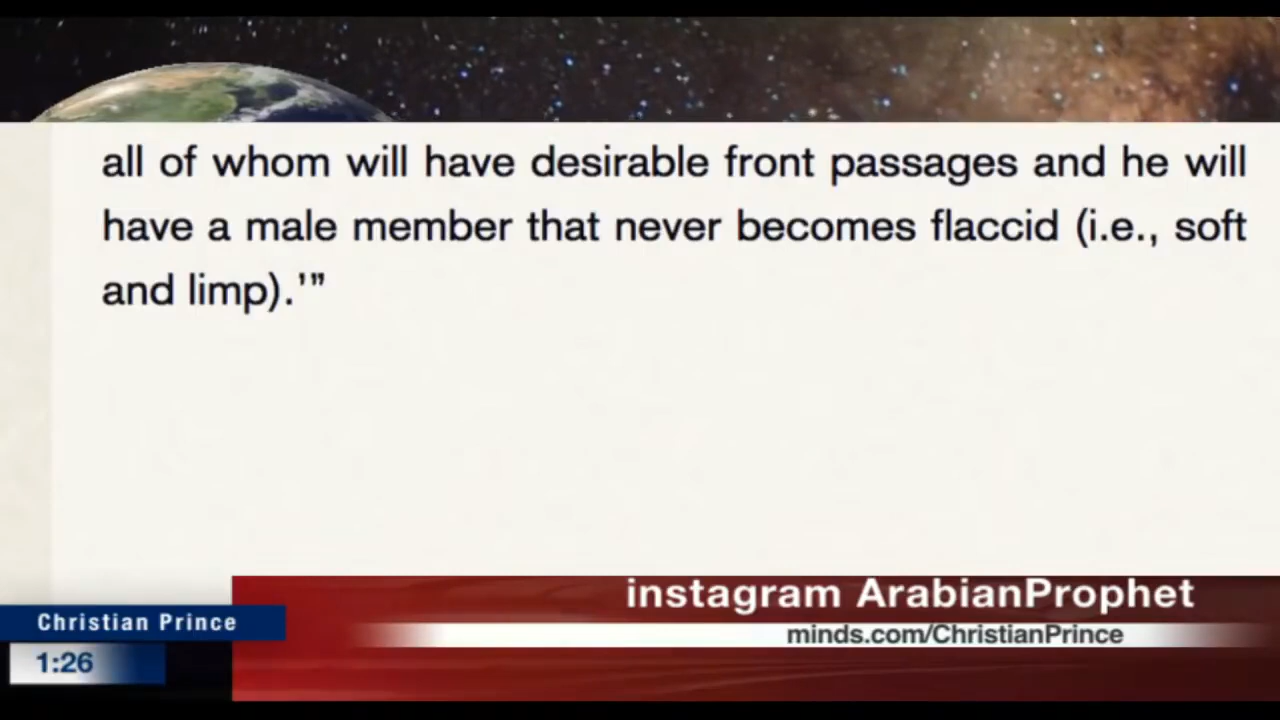 all of whom will have desirable front passages and he will
have a male member that never becomes flaccid (i.e., soft
and limp).'”
instagram ArabianProphet
Christian Prince
minds.com/ChristianPrince
1:26